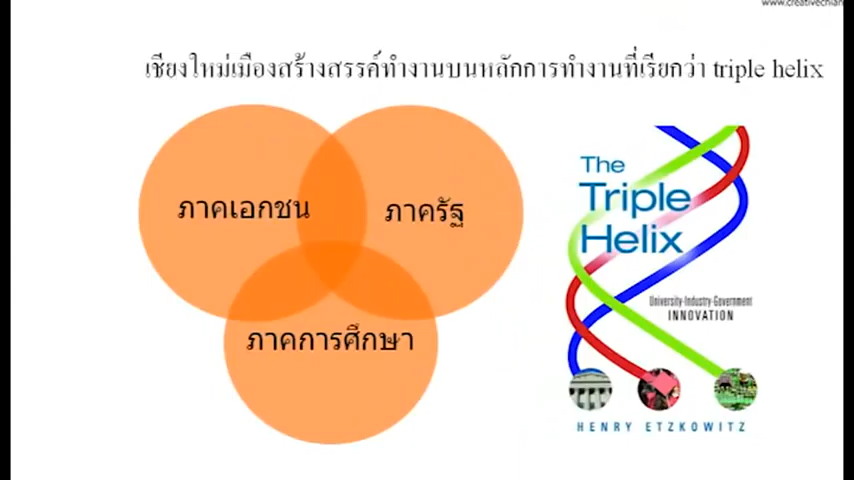 www.creativechian
เชียงใหม่เมืองสร้างสรรค์ทำงานบนหลักการทำงานที่เรียกว่า triple helix
ภาคเอกชน
ภาครัฐ
ภาคการศึกษา
The
Triple
Helix
University-Industry-Government
INNOVATION
HENRY ETZKOWITZ